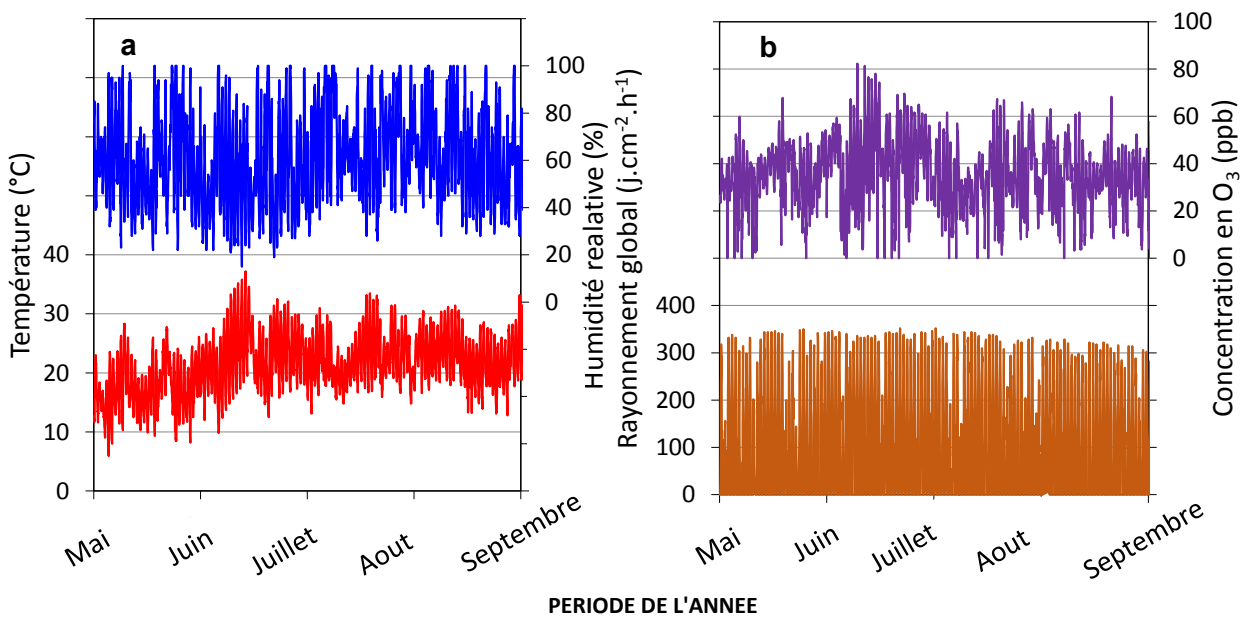 a
Température (°C)
40
30
20
10
0
100
80
60
40
20
0
Humidité realative (%)
Mai
Juin
Juillet
Aout
Septembre
b
Rayonnement global (j.cm-2.h-1)
400
300
200
100
0
100
80
60
40
20
0
Concentration en O3 (ppb)
Mai
Juin
Juillet
Aout
Septembre
PERIODE DE L'ANNEE